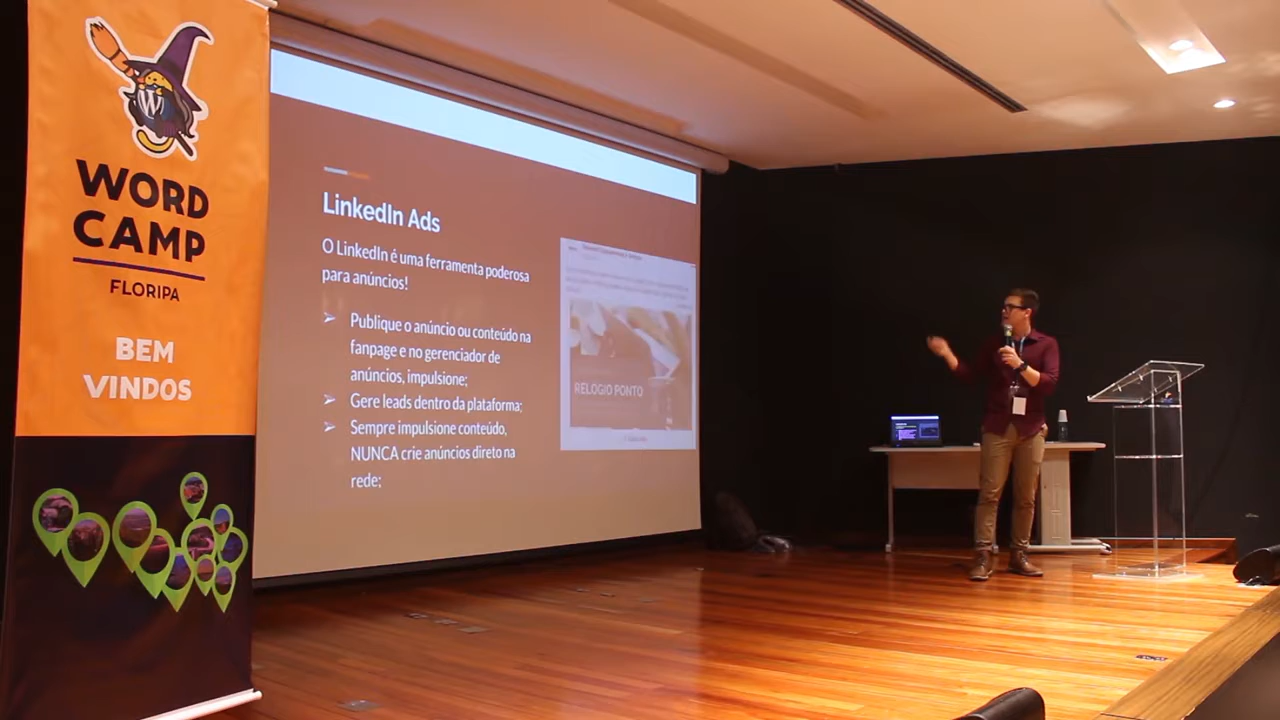 WORD
CAMP
FLORIPA
BEM
VINDOS
LinkedIn Ads
O LinkedIn é uma ferramenta poderosa
para anúncios!
➢ Publique o anúncio ou conteúdo na
fanpage e no gerenciador de
anúncios, impulsione;
➢ Gere leads dentro da plataforma;
➢ Sempre impulsione conteúdo,
NUNCA crie anúncios direto na
rede;
RELOGIO PONTO